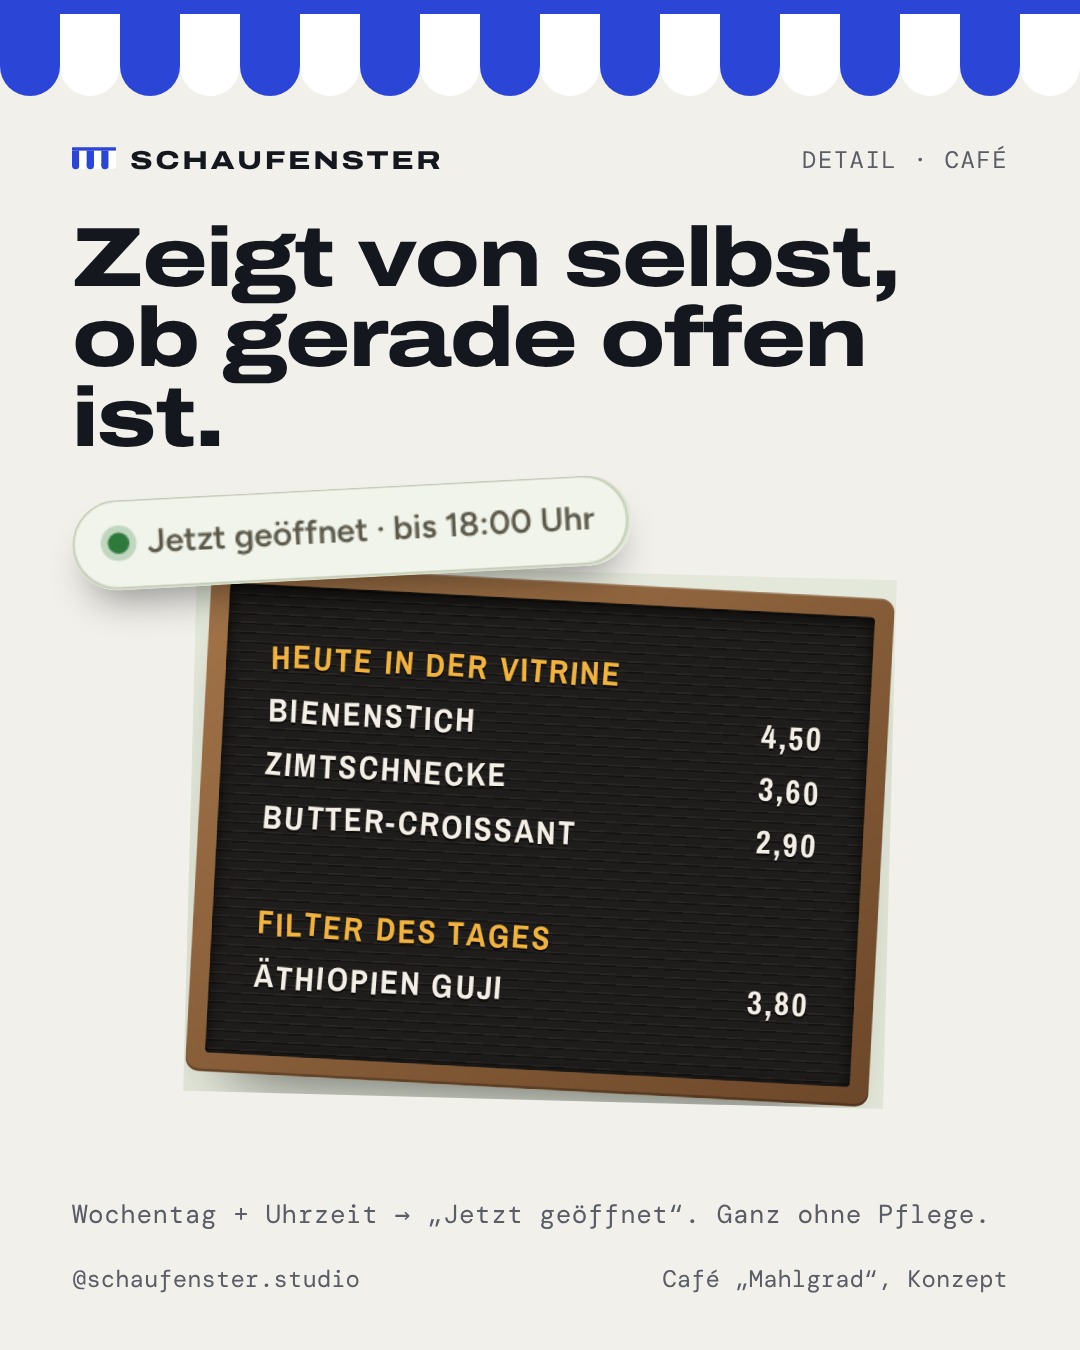 SCHAUFENSTER
DETAIL · CAFÉ
Zeigt von selbst,
ob gerade offen
ist.
Jetzt geöffnet · bis 18:00 Uhr
HEUTE IN DER VITRINE
BIENENSTICH 4,50
ZIMTSCHNECKE 3,60
BUTTER-CROISSANT 2,90
FILTER DES TAGES
ÄTHIOPIEN GUJI 3,80
Wochentag + Uhrzeit → „Jetzt geöffnet“. Ganz ohne Pflege.
@schaufenster.studio
Café „Mahlgrad“, Konzept